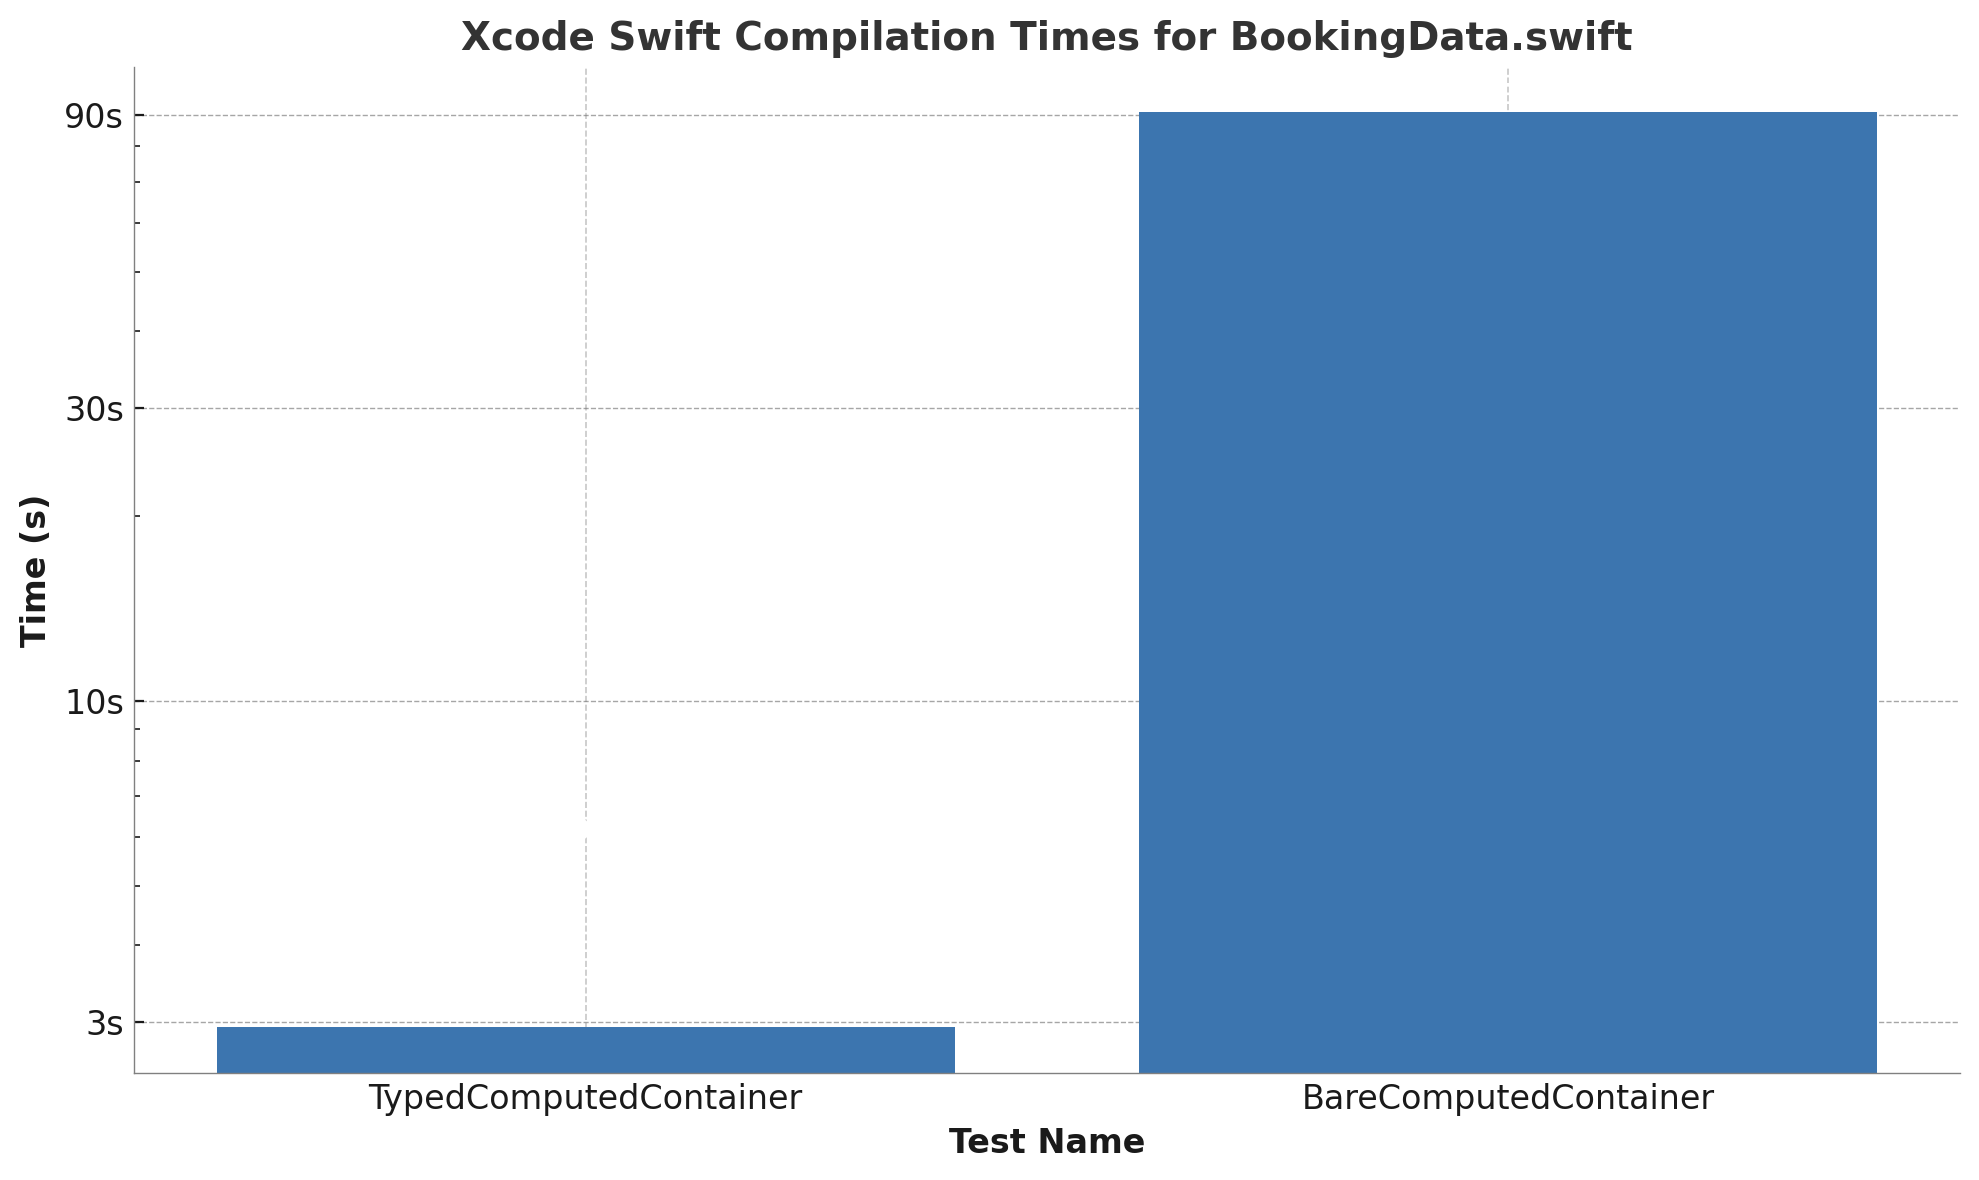 Xcode Swift Compilation Times for BookingData.swift
90s
30s
10s
3s
Time (s)
TypedComputedContainer
BareComputedContainer
Test Name